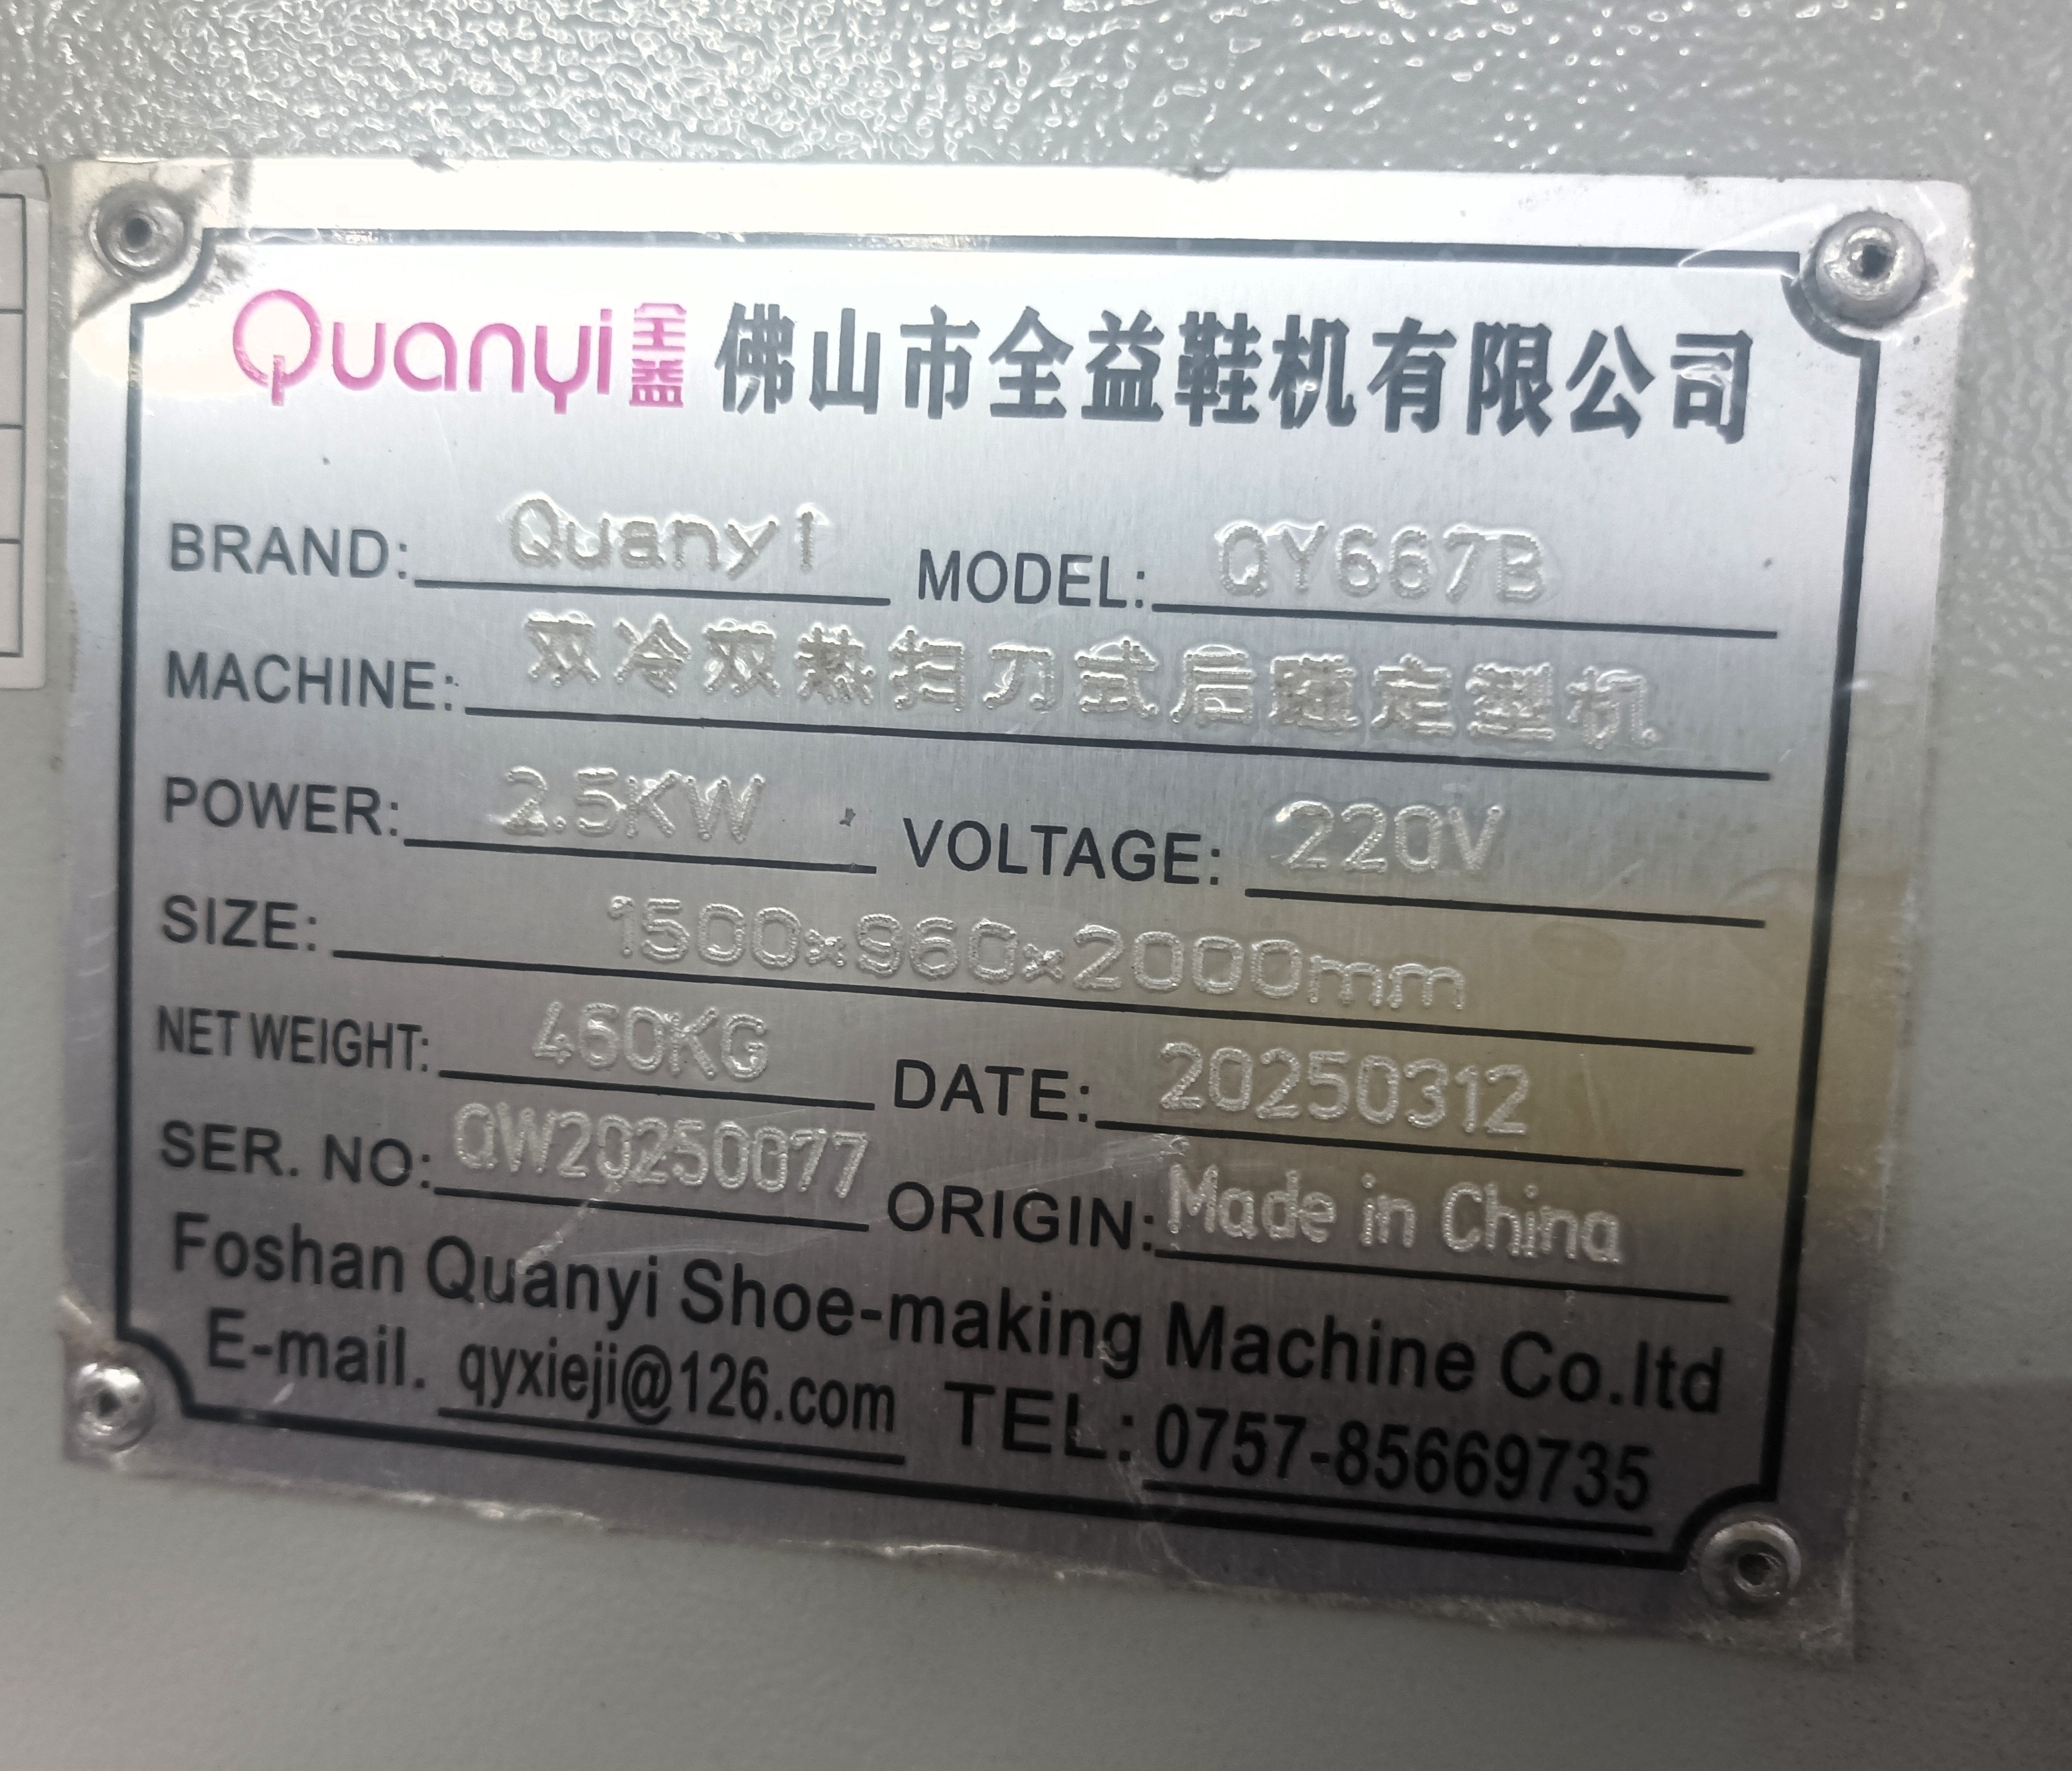 Quanyi 全益 佛山市全益鞋机有限公司
BRAND: Quanyi MODEL: QY667B
MACHINE: 双冷双热扫刀式后踵定型机
POWER: 2.5KW VOLTAGE: 220V
SIZE: 1500×960×2000mm
NET WEIGHT: 460KG DATE: 20250312
SER. NO: QW20250077 ORIGIN: Made in China
Foshan Quanyi Shoe-making Machine Co.ltd
E-mail. qyxieji@126.com TEL: 0757-85669735